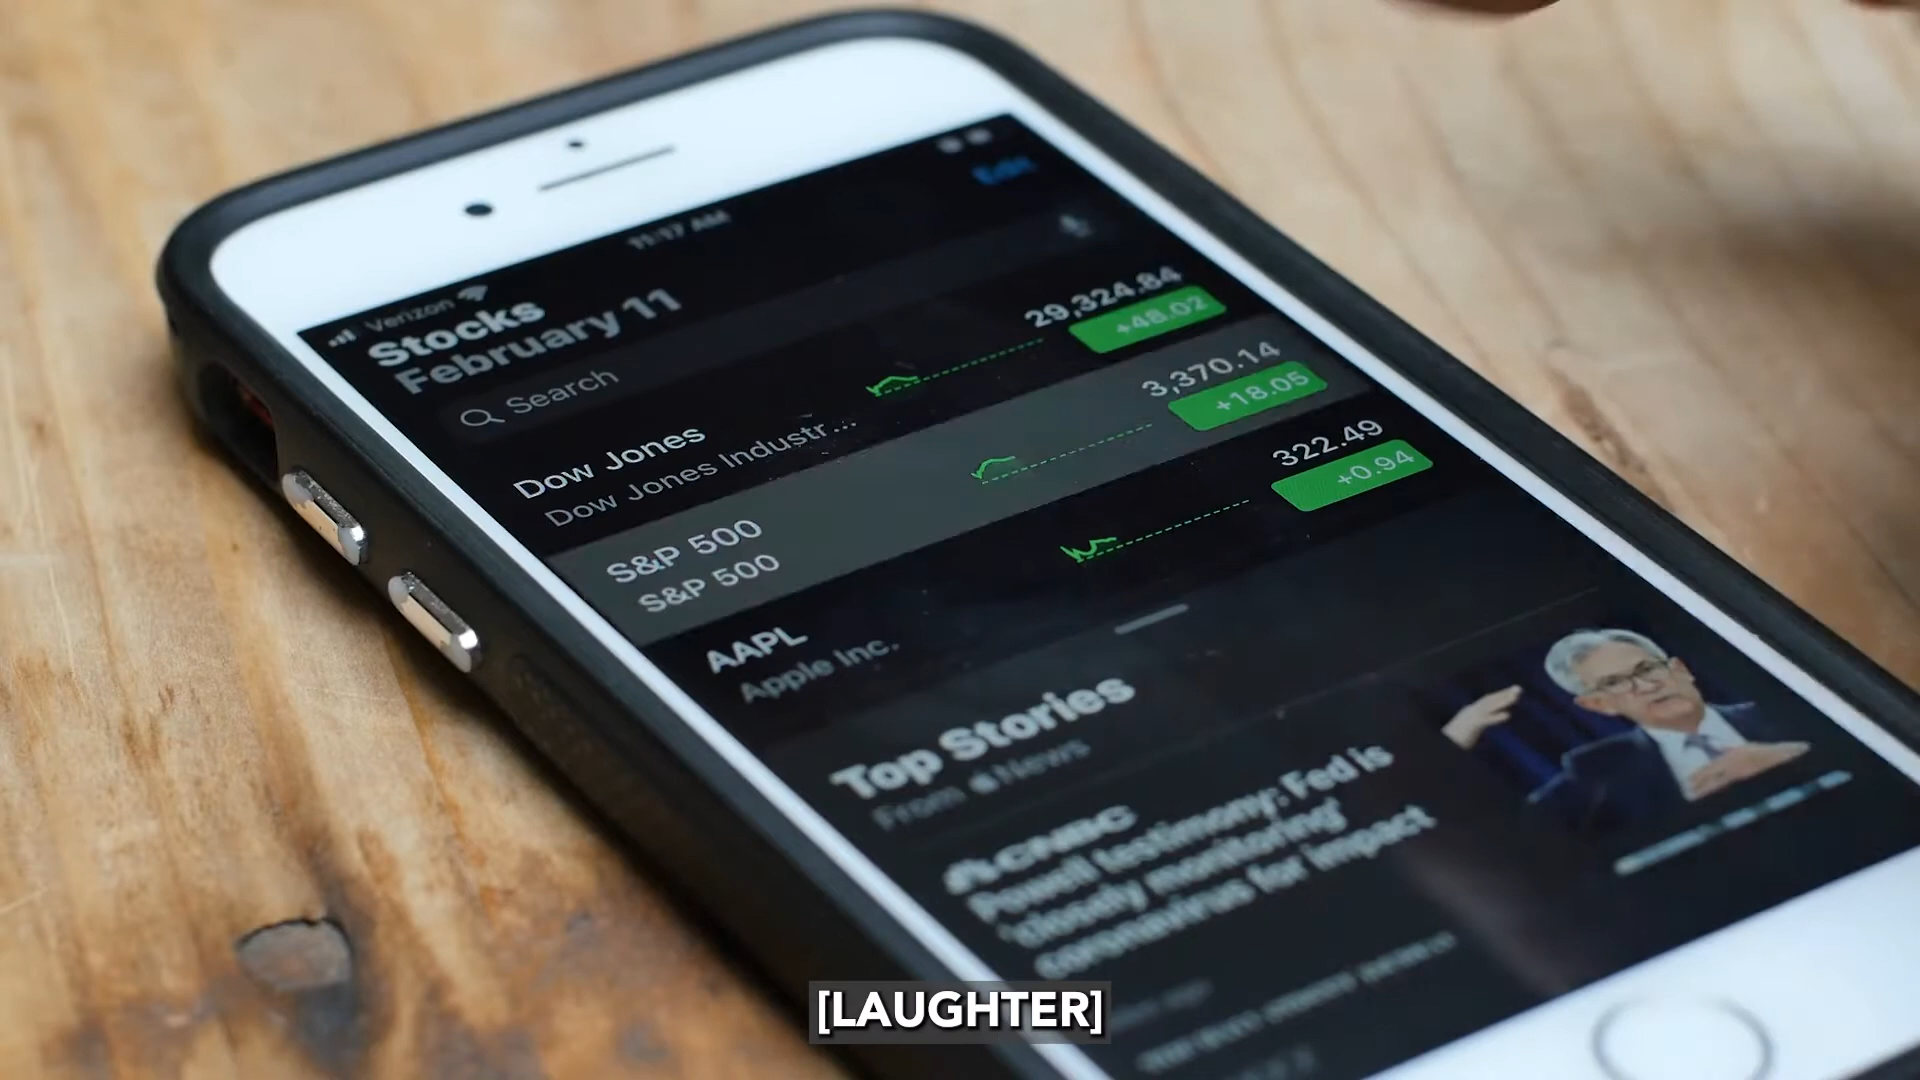 Verizon
11:17 AM
Edit
Stocks
February 11
Search
Dow Jones
Dow Jones Industr...
29,324.84
+48.02
S&P 500
S&P 500
3,370.14
+18.05
AAPL
Apple Inc.
322.49
+0.94
Top Stories
From News
CNBC
Powell testimony: Fed is
'closely monitoring'
coronavirus for impact
[LAUGHTER]